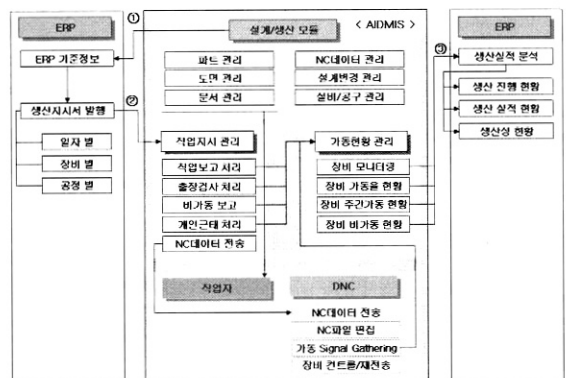 ERP
ERP 기준정보
생산지시서 발행
일자 별
장비 별
공정 별
①
②
설계/생산 모듈
< AIDMIS >
파트 관리
NC데이터 관리
도면 관리
설계변경 관리
문서 관리
설비/공구 관리
작업지시 관리
가동현황 관리
작업보고 처리
장비 모니터링
출장검사 처리
장비 가동율 현황
비가동 보고
장비 주간가동 현황
개인근태 처리
장비 비가동 현황
NC데이터 전송
작업자
DNC
NC데이터 전송
NC파일 편집
가동 Signal Gathering
장비 컨트롤/재전송
③
ERP
생산실적 분석
생산 진행 현황
생산 실적 현황
생산성 현황